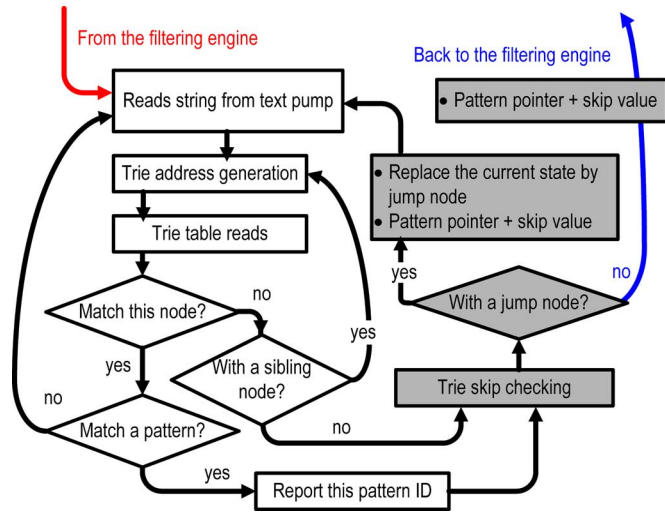 From the filtering engine
Back to the filtering engine
Reads string from text pump
• Pattern pointer + skip value
Trie address generation
• Replace the current state by
jump node
• Pattern pointer + skip value
Trie table reads
yes
no
Match this node?
no
With a jump node?
yes
yes
With a sibling
node?
Trie skip checking
no
no
Match a pattern?
yes
Report this pattern ID